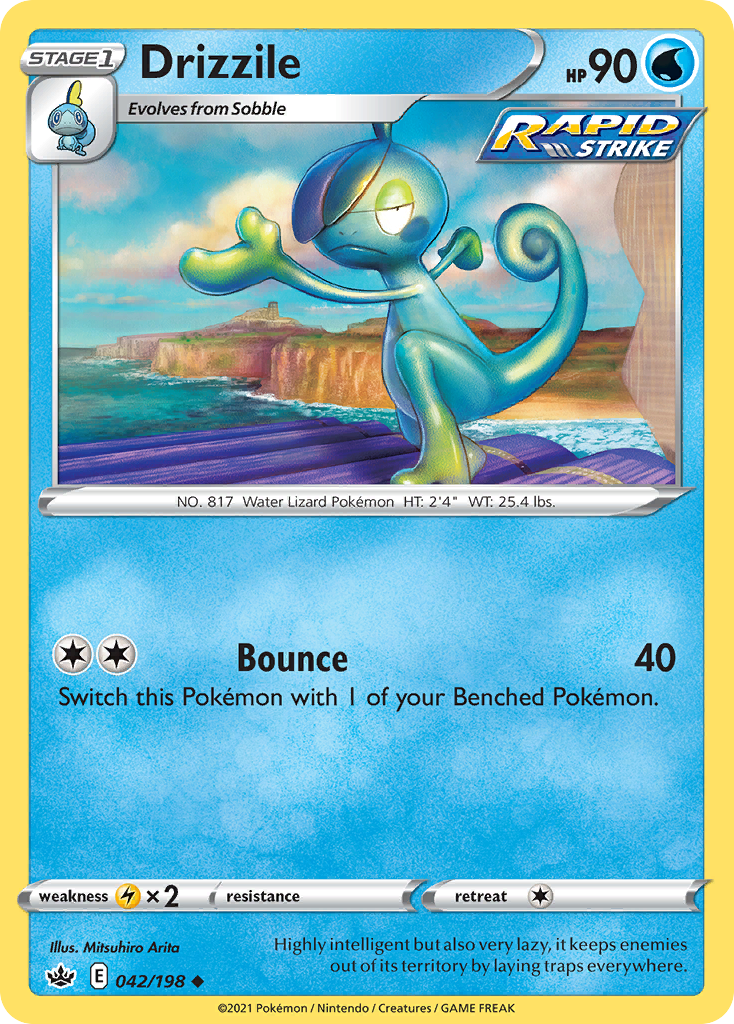 STAGE1
Drizzile
HP 90
Evolves from Sobble
RAPID
STRIKE
NO. 817 Water Lizard Pokémon HT: 2'4" WT: 25.4 lbs.
Bounce 40
Switch this Pokémon with 1 of your Benched Pokémon.
weakness ×2 resistance retreat
Illus. Mitsuhiro Arita
Highly intelligent but also very lazy, it keeps enemies
out of its territory by laying traps everywhere.
E 042/198
©2021 Pokémon / Nintendo / Creatures / GAME FREAK